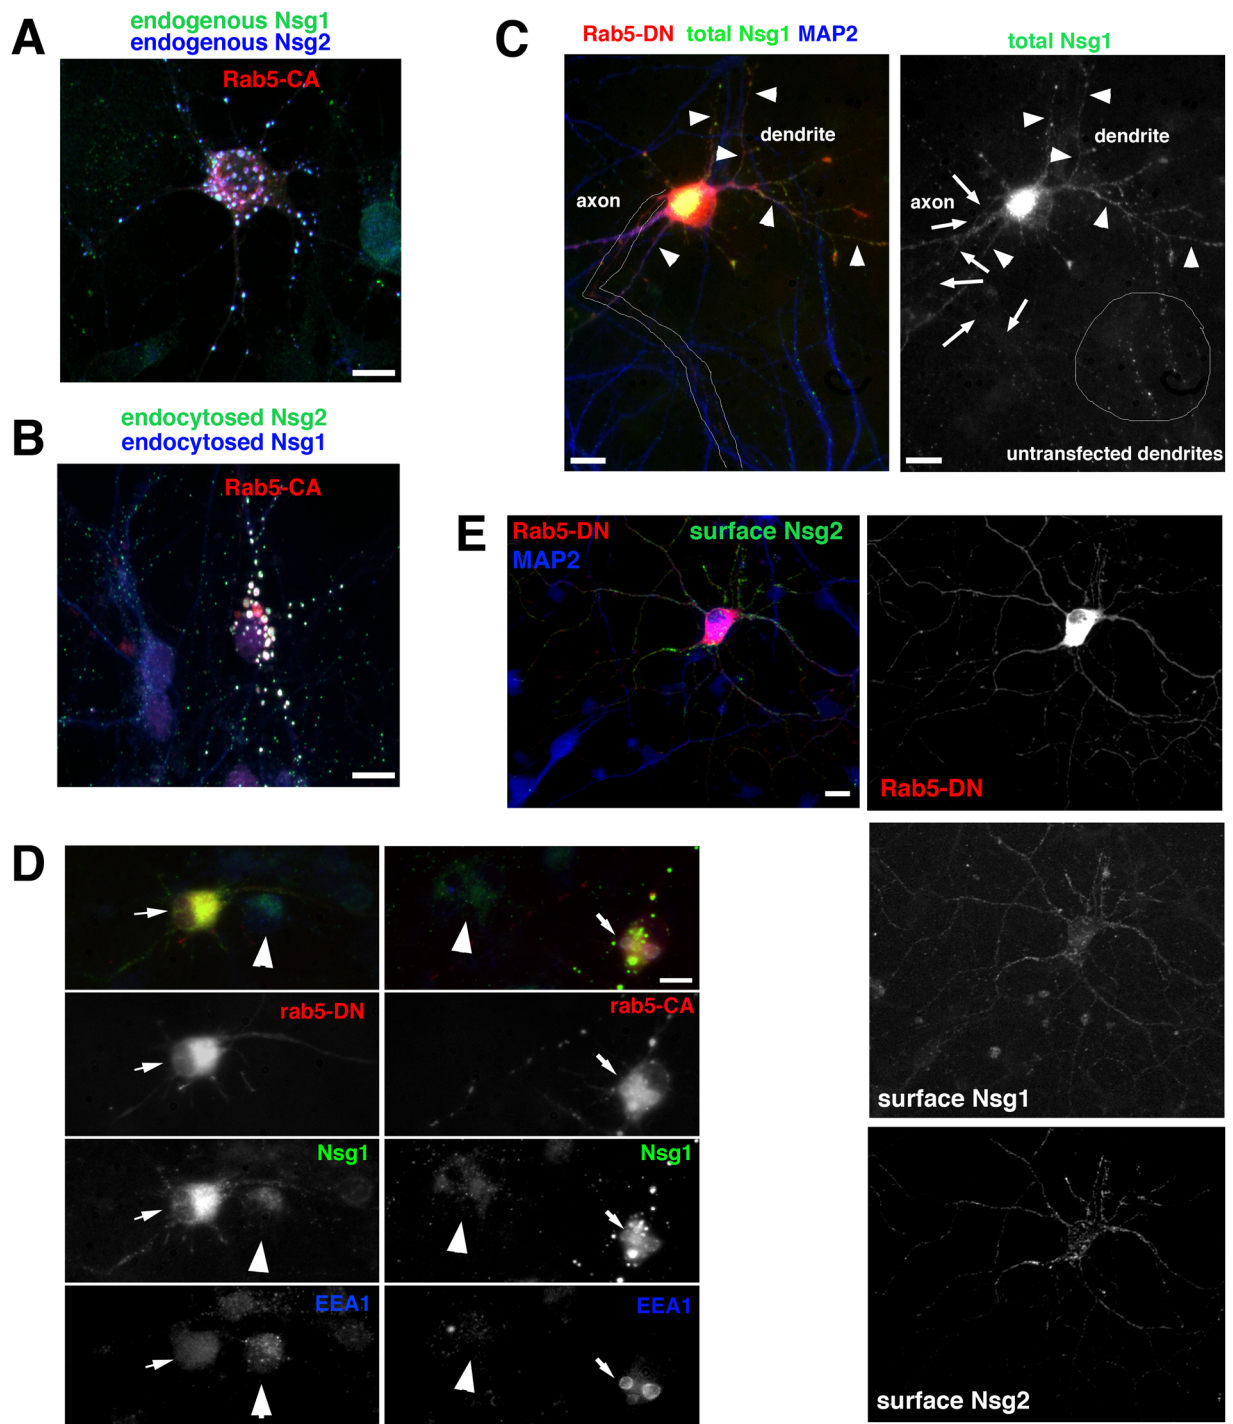 A
endogenous Nsg1
endogenous Nsg2
Rab5-CA
B
endocytosed Nsg2
endocytosed Nsg1
Rab5-CA
C
Rab5-DN total Nsg1 MAP2
total Nsg1
dendrite
axon
dendrite
axon
untransfected dendrites
D
rab5-DN
rab5-CA
Nsg1
Nsg1
EEA1
EEA1
E
Rab5-DN
surface Nsg2
MAP2
Rab5-DN
surface Nsg1
surface Nsg2